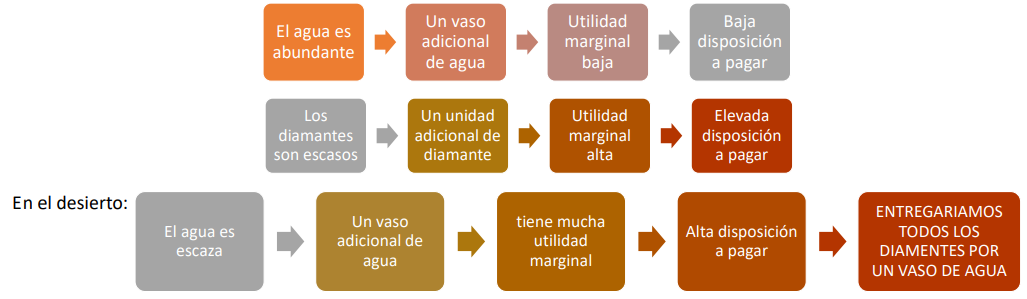 El agua es
abundante
Un vaso
adicional
de agua
Utilidad
marginal
baja
Baja
disposición
a pagar
Los
diamantes
son escasos
Un unidad
adicional de
diamante
Utilidad
marginal
alta
Elevada
disposición
a pagar
En el desierto:
El agua es
escaza
Un vaso
adicional de
agua
tiene mucha
utilidad
marginal
Alta disposición
a pagar
ENTREGARIAMOS
TODOS LOS
DIAMENTES POR
UN VASO DE AGUA